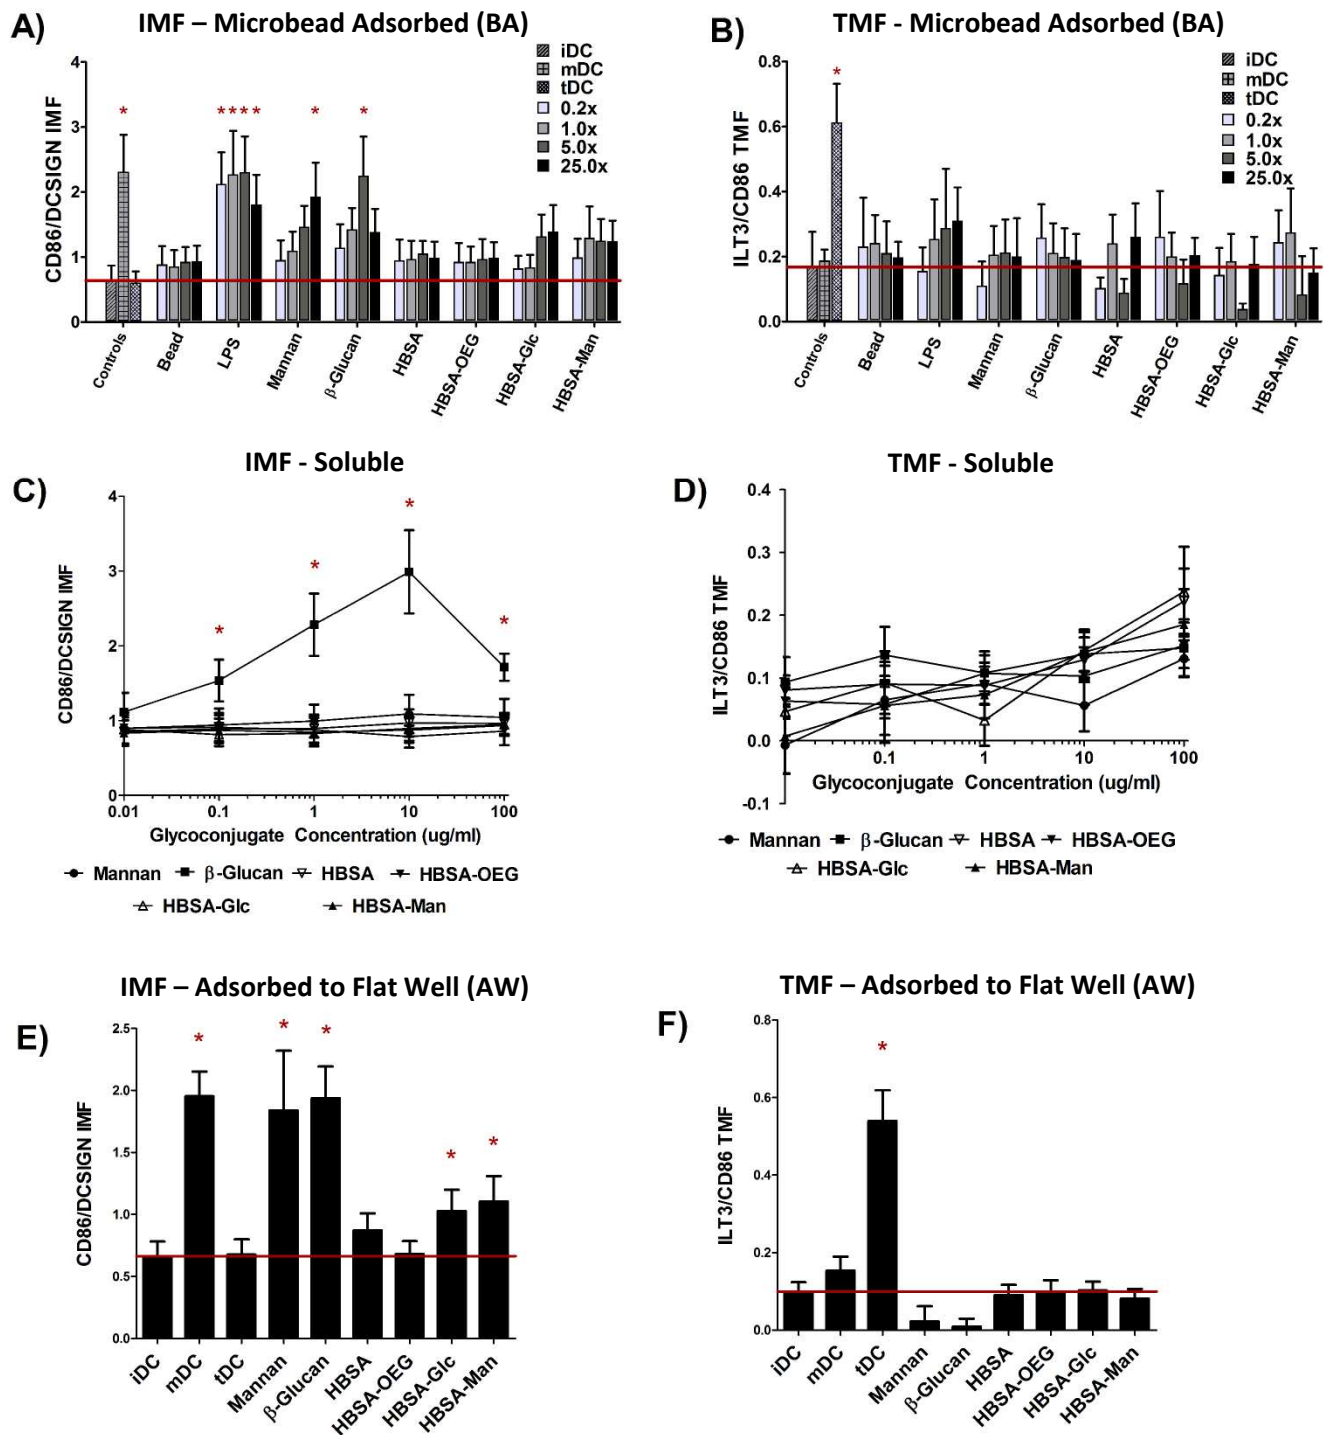 A)
IMF – Microbead Adsorbed (BA)
CD86/DCSIGN IMF
4
3
2
1
0
* * * * * * *
iDC
mDC
tDC
0.2x
1.0x
5.0x
25.0x
Controls
Bead
LPS
Mannan
β-Glucan
HBSA
HBSA-OEG
HBSA-Glc
HBSA-Man
B)
TMF - Microbead Adsorbed (BA)
ILT3/CD86 TMF
0.8
0.6
0.4
0.2
0.0
*
iDC
mDC
tDC
0.2x
1.0x
5.0x
25.0x
Controls
Bead
LPS
Mannan
β-Glucan
HBSA
HBSA-OEG
HBSA-Glc
HBSA-Man
C)
IMF - Soluble
CD86/DCSIGN IMF
4
3
2
1
0
* * * *
0.01 0.1 1 10 100
Glycoconjugate Concentration (ug/ml)
Mannan β-Glucan HBSA HBSA-OEG
HBSA-Glc HBSA-Man
D)
TMF - Soluble
ILT3/CD86 TMF
0.4
0.3
0.2
0.1
0.0
-0.1
0.1 1 10 100
Glycoconjugate Concentration (ug/ml)
Mannan β-Glucan HBSA HBSA-OEG
HBSA-Glc HBSA-Man
E)
IMF – Adsorbed to Flat Well (AW)
CD86/DCSIGN IMF
2.5
2.0
1.5
1.0
0.5
0.0
* * * * *
iDC
mDC
tDC
Mannan
β-Glucan
HBSA
HBSA-OEG
HBSA-Glc
HBSA-Man
F)
TMF – Adsorbed to Flat Well (AW)
ILT3/CD86 TMF
0.8
0.6
0.4
0.2
0.0
*
iDC
mDC
tDC
Mannan
β-Glucan
HBSA
HBSA-OEG
HBSA-Glc
HBSA-Man